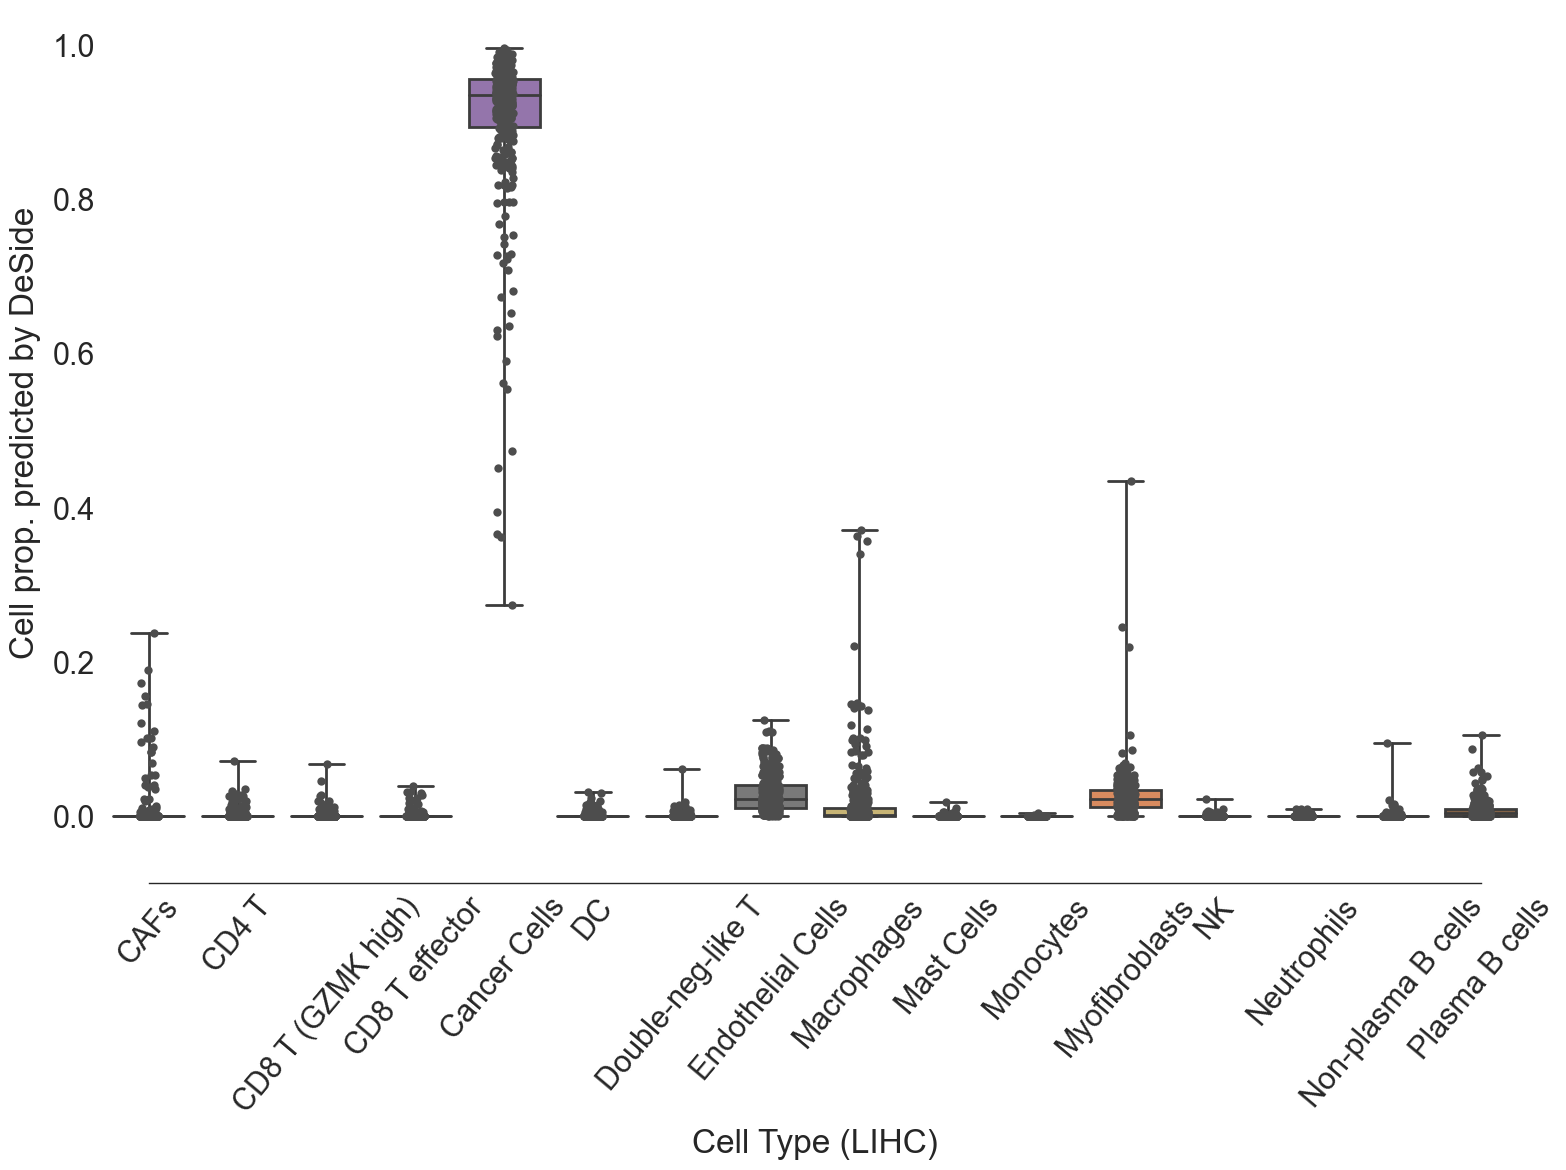 Cell prop. predicted by DeSide
1.0
0.8
0.6
0.4
0.2
0.0
CAFs
CD4 T
CD8 T (GZMK high)
CD8 T effector
Cancer Cells
DC
Double-neg-like T
Endothelial Cells
Macrophages
Mast Cells
Monocytes
Myofibroblasts
NK
Neutrophils
Non-plasma B cells
Plasma B cells
Cell Type (LIHC)